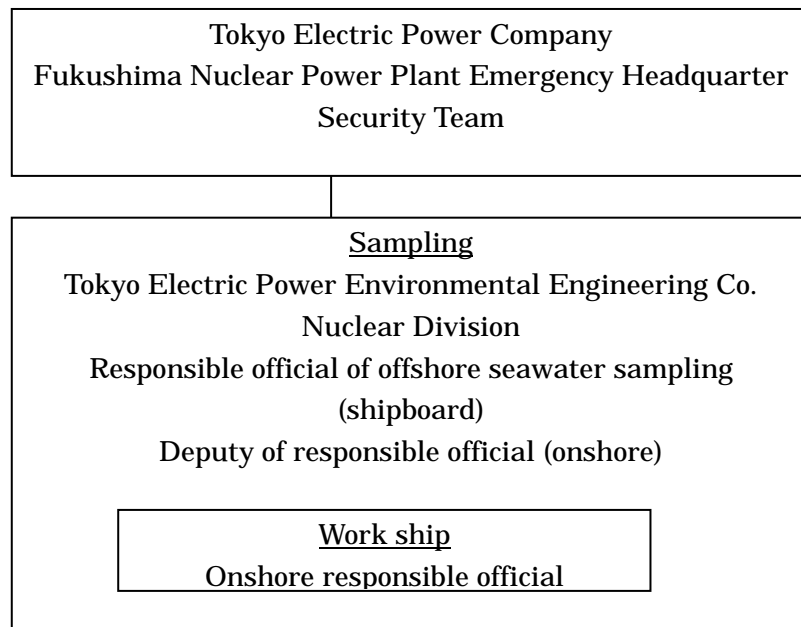 Tokyo Electric Power Company
Fukushima Nuclear Power Plant Emergency Headquarter
Security Team
Sampling
Tokyo Electric Power Environmental Engineering Co.
Nuclear Division
Responsible official of offshore seawater sampling
(shipboard)
Deputy of responsible official (onshore)
Work ship
Onshore responsible official